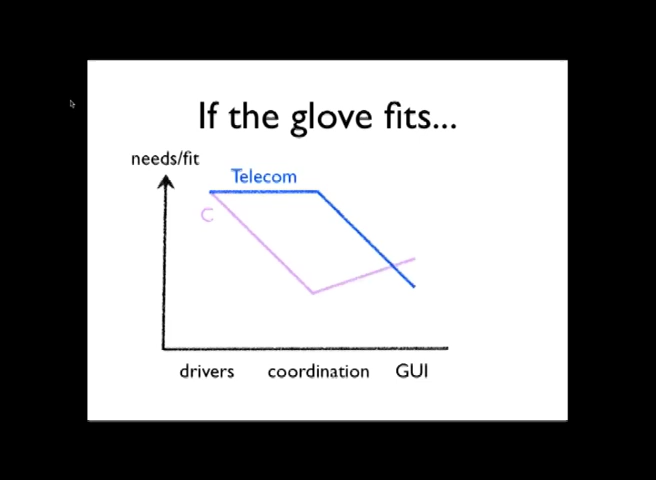 If the glove fits...
needs/fit
Telecom
C
drivers coordination GUI